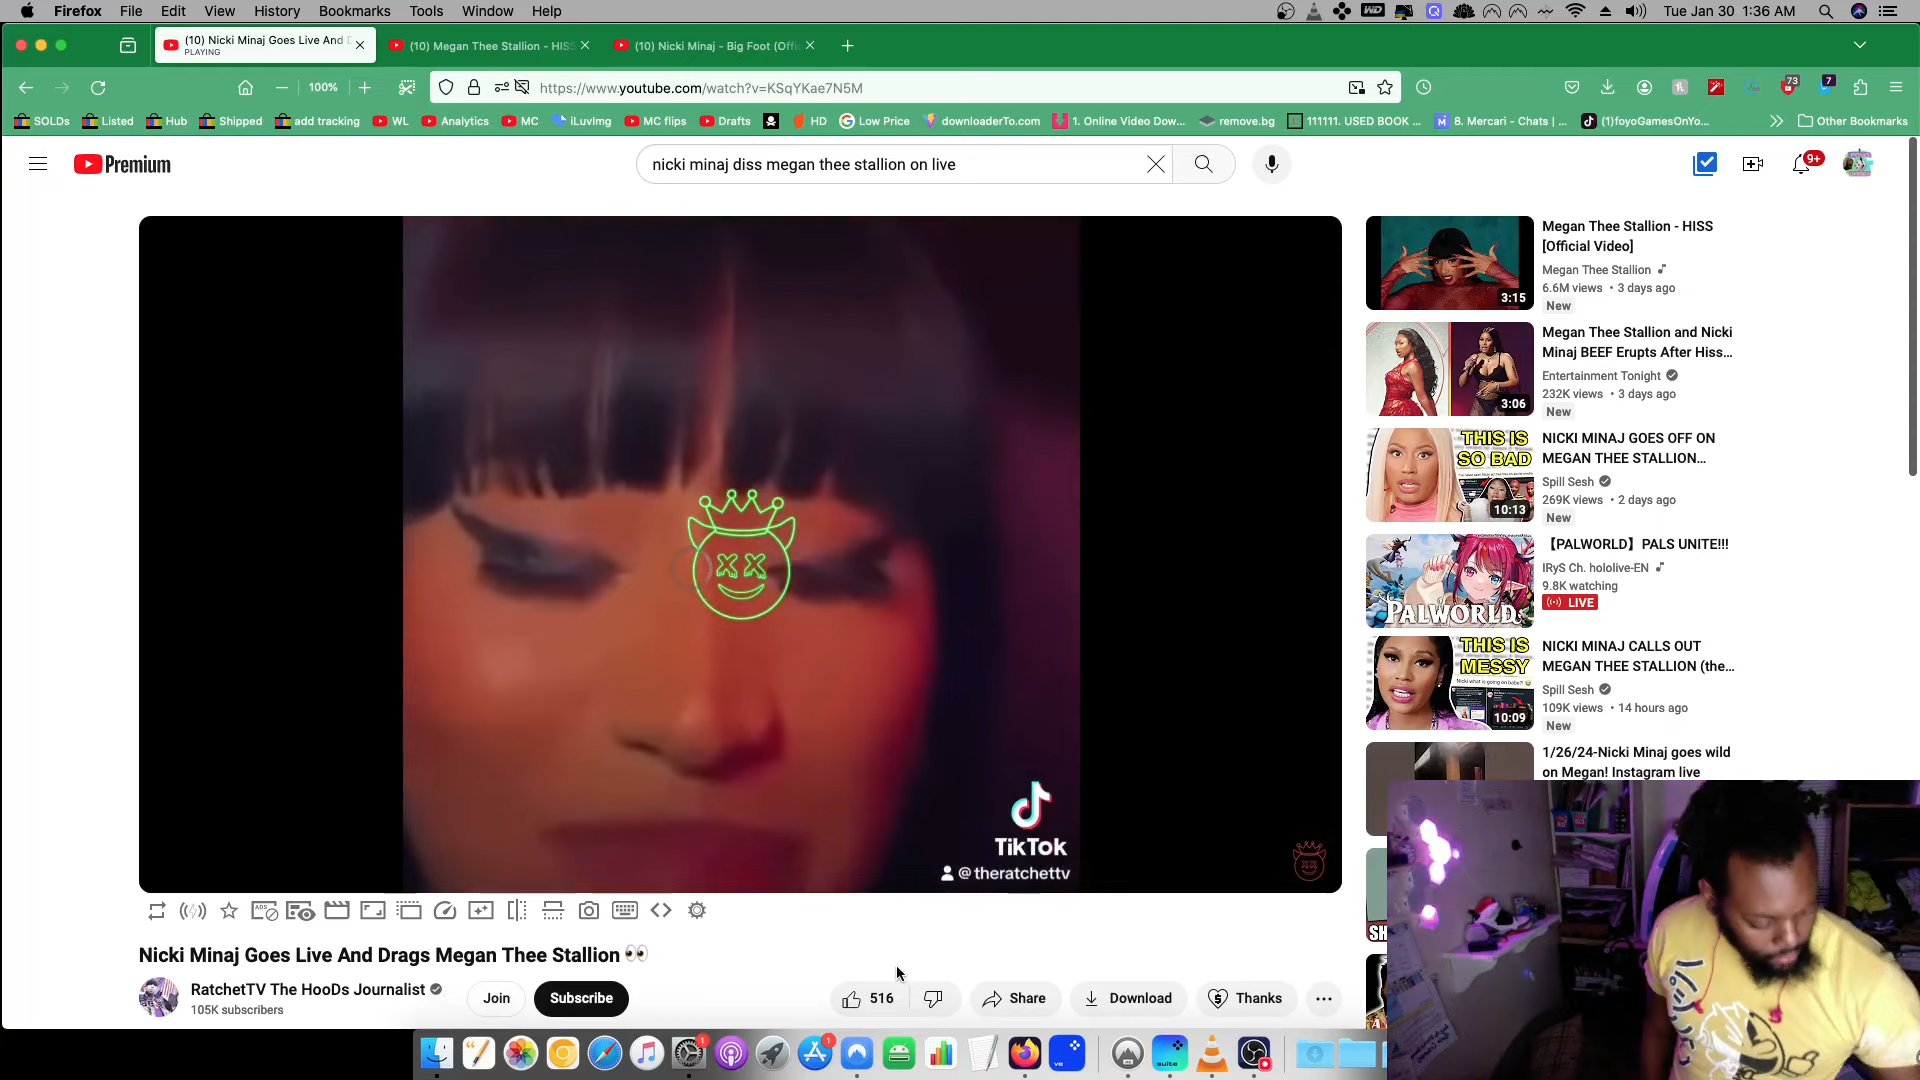 Firefox File Edit View History Bookmarks Tools Window Help
Tue Jan 30 1:36 AM
(10) Nicki Minaj Goes Live And D
PLAYING
(10) Megan Thee Stallion - HISS
(10) Nicki Minaj - Big Foot (Offi
100%
https://www.youtube.com/watch?v=KSqYKae7N5M
73
7
SOLDs Listed Hub Shipped add tracking WL Analytics MC iLuvImg MC flips Drafts HD Low Price downloaderTo.com 1. Online Video Dow... remove.bg 111111. USED BOOK ... 8. Mercari - Chats | ... (1)foyoGamesOnYo... Other Bookmarks
Premium
nicki minaj diss megan thee stallion on live
9+
TikTok
@theratchettv
Nicki Minaj Goes Live And Drags Megan Thee Stallion 👀
RatchetTV The HooDs Journalist
105K subscribers
Join
Subscribe
516
Share
Download
Thanks
3:15
Megan Thee Stallion - HISS
[Official Video]
Megan Thee Stallion
6.6M views • 3 days ago
New
3:06
Megan Thee Stallion and Nicki
Minaj BEEF Erupts After Hiss...
Entertainment Tonight
232K views • 3 days ago
New
THIS IS
SO BAD
10:13
NICKI MINAJ GOES OFF ON
MEGAN THEE STALLION...
Spill Sesh
269K views • 2 days ago
New
PALWORLD
【PALWORLD】PALS UNITE!!!
IRyS Ch. hololive-EN
9.8K watching
LIVE
THIS IS
MESSY
10:09
NICKI MINAJ CALLS OUT
MEGAN THEE STALLION (the...
Spill Sesh
109K views • 14 hours ago
New
1/26/24-Nicki Minaj goes wild
on Megan! Instagram live
SH